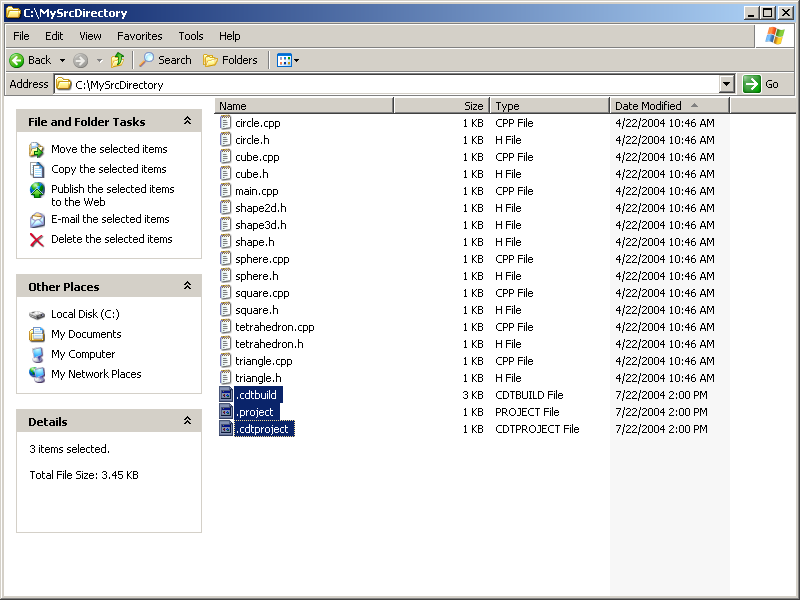 C:\MySrcDirectory
File Edit View Favorites Tools Help
Back Search Folders
Address C:\MySrcDirectory Go
File and Folder Tasks
Move the selected items
Copy the selected items
Publish the selected items
to the Web
E-mail the selected items
Delete the selected items
Other Places
Local Disk (C:)
My Documents
My Computer
My Network Places
Details
3 items selected.
Total File Size: 3.45 KB
Name Size Type Date Modified
circle.cpp 1 KB CPP File 4/22/2004 10:46 AM
circle.h 1 KB H File 4/22/2004 10:46 AM
cube.cpp 1 KB CPP File 4/22/2004 10:46 AM
cube.h 1 KB H File 4/22/2004 10:46 AM
main.cpp 1 KB CPP File 4/22/2004 10:46 AM
shape2d.h 1 KB H File 4/22/2004 10:46 AM
shape3d.h 1 KB H File 4/22/2004 10:46 AM
shape.h 1 KB H File 4/22/2004 10:46 AM
sphere.cpp 1 KB CPP File 4/22/2004 10:46 AM
sphere.h 1 KB H File 4/22/2004 10:46 AM
square.cpp 1 KB CPP File 4/22/2004 10:46 AM
square.h 1 KB H File 4/22/2004 10:46 AM
tetrahedron.cpp 1 KB CPP File 4/22/2004 10:46 AM
tetrahedron.h 1 KB H File 4/22/2004 10:46 AM
triangle.cpp 1 KB CPP File 4/22/2004 10:46 AM
triangle.h 1 KB H File 4/22/2004 10:46 AM
.cdtbuild 3 KB CDTBUILD File 7/22/2004 2:00 PM
.project 1 KB PROJECT File 7/22/2004 2:00 PM
.cdtproject 1 KB CDTPROJECT File 7/22/2004 2:00 PM